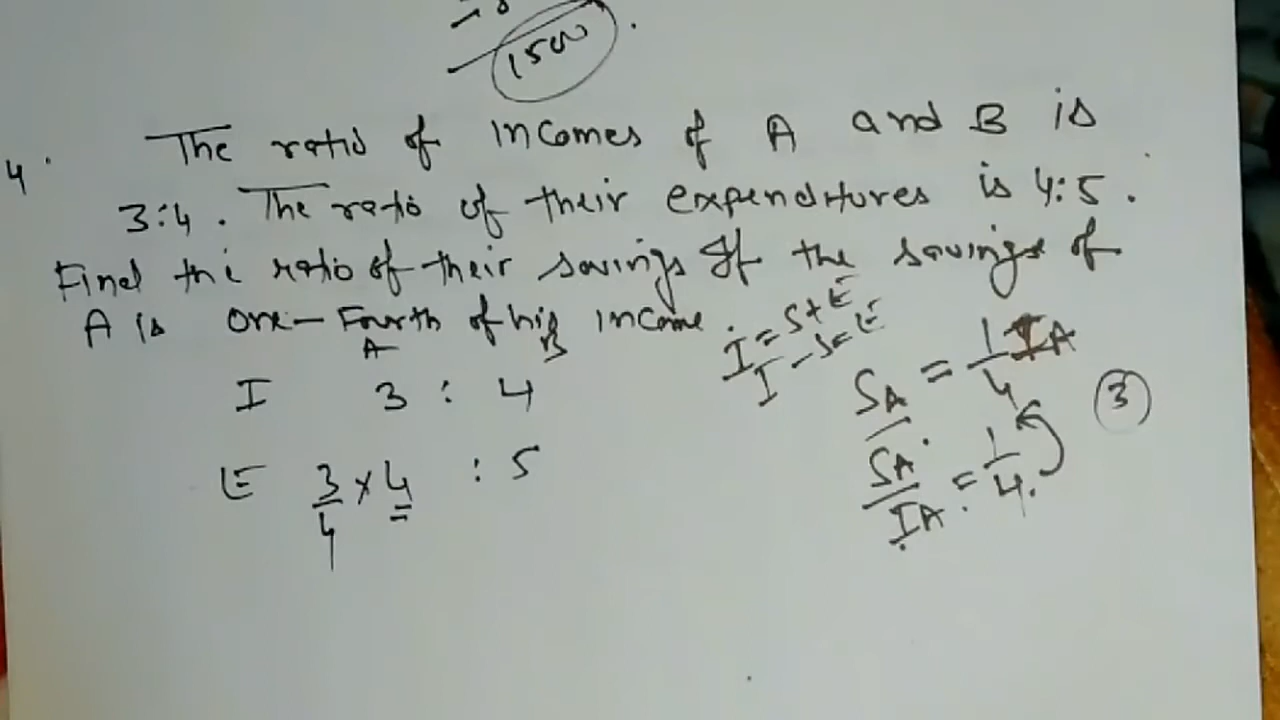 1500
4. The ratio of incomes of A and B is
3:4. The ratio of their expenditures is 4:5.
Find the ratio of their savings If the savings of
A is one-Fourth of his income.
A B
I 3 : 4
E 3/4 × 4 : 5
I = S + E
I - S = E
SA = 1/4 IA
SA/IA = 1/4.
3